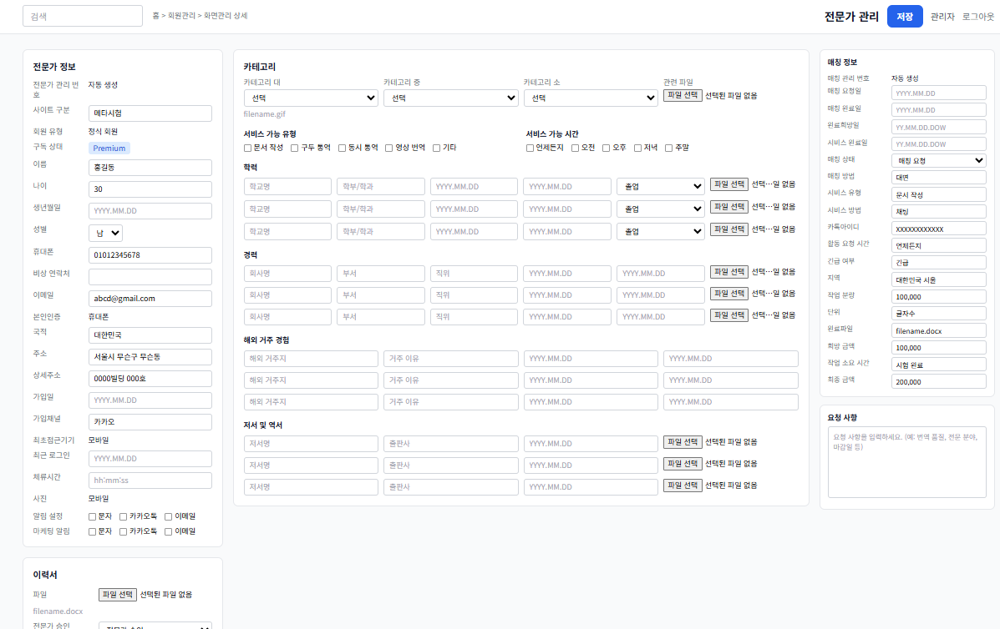 검색
홈 > 회원관리 > 화면관리 상세
전문가 관리
저장
관리자
로그아웃
전문가 정보
전문가 관리 번호 자동 생성
사이트 구분 메타시험
회원 유형 정식 회원
구독 상태 Premium
이름 홍길동
나이 30
생년월일 YYYY.MM.DD
성별 남
휴대폰 01012345678
비상 연락처
이메일 abcd@gmail.com
본인인증 휴대폰
국적 대한민국
주소 서울시 무슨구 무슨동
상세주소 0000빌딩 000호
가입일 YYYY.MM.DD
가입채널 카카오
최초접근기기 모바일
최근 로그인 YYYY.MM.DD
체류시간 hh:mm:ss
사진 모바일
알림 설정 문자 카카오톡 이메일
마케팅 알림 문자 카카오톡 이메일
이력서
파일 파일 선택 선택된 파일 없음
filename.docx
전문가 승인
카테고리
카테고리 대 카테고리 중 카테고리 소 관련 파일
선택 선택 선택 파일 선택 선택된 파일 없음
filename.gif
서비스 가능 유형 서비스 가능 시간
문서 작성 구두 통역 동시 통역 영상 번역 기타 언제든지 오전 오후 저녁 주말
학력
학교명 학부/학과 YYYY.MM.DD YYYY.MM.DD 졸업 파일 선택 선택…일 없음
학교명 학부/학과 YYYY.MM.DD YYYY.MM.DD 졸업 파일 선택 선택…일 없음
학교명 학부/학과 YYYY.MM.DD YYYY.MM.DD 졸업 파일 선택 선택…일 없음
경력
회사명 부서 직위 YYYY.MM.DD YYYY.MM.DD 파일 선택 선택…일 없음
회사명 부서 직위 YYYY.MM.DD YYYY.MM.DD 파일 선택 선택…일 없음
회사명 부서 직위 YYYY.MM.DD YYYY.MM.DD 파일 선택 선택…일 없음
해외 거주 경험
해외 거주지 거주 이유 YYYY.MM.DD YYYY.MM.DD
해외 거주지 거주 이유 YYYY.MM.DD YYYY.MM.DD
해외 거주지 거주 이유 YYYY.MM.DD YYYY.MM.DD
저서 및 역서
저서명 출판사 YYYY.MM.DD 파일 선택 선택된 파일 없음
저서명 출판사 YYYY.MM.DD 파일 선택 선택된 파일 없음
저서명 출판사 YYYY.MM.DD 파일 선택 선택된 파일 없음
매칭 정보
매칭 관리 번호 자동 생성
매칭 요청일 YYYY.MM.DD
매칭 완료일 YYYY.MM.DD
완료희망일 YY.MM.DD.DOW
서비스 완료일 YY.MM.DD.DOW
매칭 상태 매칭 요청
매칭 방법 대면
서비스 유형 문시 작성
서비스 방법 채팅
카톡아이디 XXXXXXXXXXXX
활동 요청 시간 언제든지
긴급 여부 긴급
지역 대한민국 서울
작업 분량 100,000
단위 글자수
완료파일 filename.docx
희망 금액 100,000
작업 소요 시간 시험 완료
최종 금액 200,000
요청 사항
요청 사항을 입력하세요. (예: 번역 품질, 전문 분야,
마감일 등)